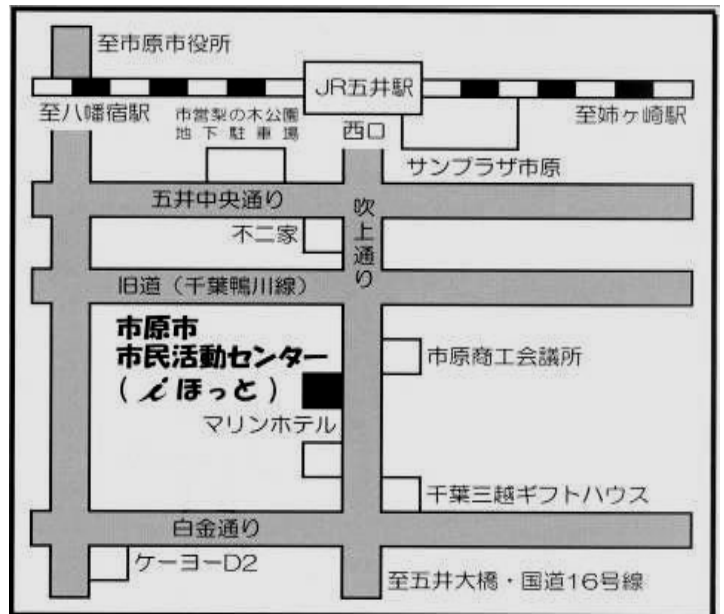 至市原市役所
JR五井駅
至八幡宿駅
市営梨の木公園
地下駐車場
西口
至姉ヶ崎駅
サンプラザ市原
五井中央通り
吹上通り
不二家
旧道（千葉鴨川線）
市原市
市民活動センター
（iほっと）
市原商工会議所
マリンホテル
千葉三越ギフトハウス
白金通り
ケーヨーD2
至五井大橋・国道16号線